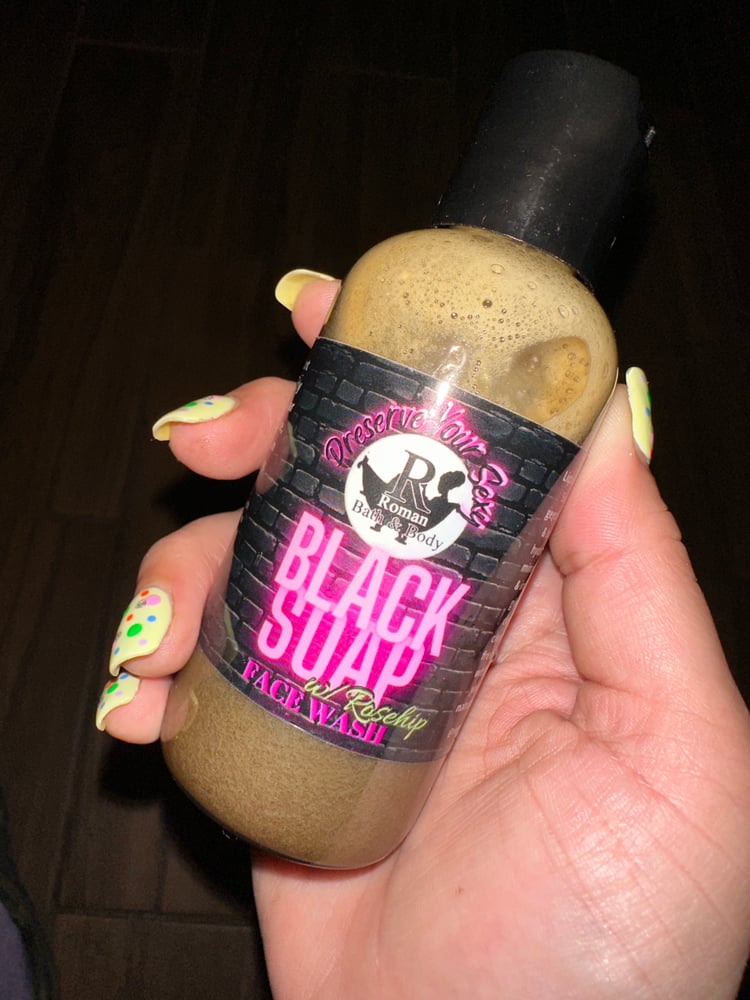 Preserve Your Sexy
R
Roman
Bath & Body
BLACK
SOAP
w/ Rosehip
FACE WASH